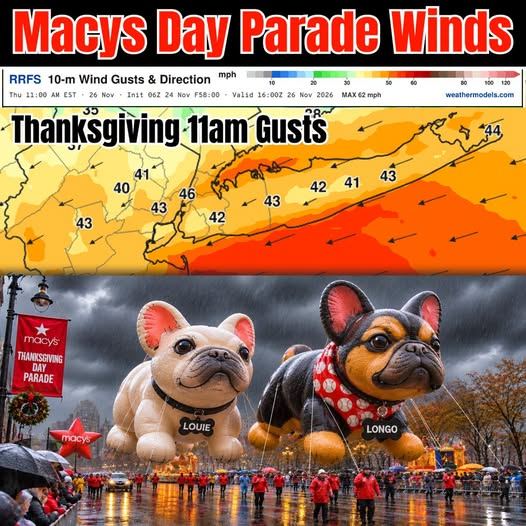 Macys Day Parade Winds
RRFS 10-m Wind Gusts & Direction mph
10 20 30 40 50 60 80 100 120
Thu 11:00 AM EST · 26 Nov · Init 06Z 24 Nov F58:00 · Valid 16:00Z 26 Nov 2026 MAX 62 mph weathermodels.com
Thanksgiving 11am Gusts
35
44
41
40
46
42 41 43
43
43
43
42
macy's
THANKSGIVING
DAY
PARADE
macy's
LOUIE
LONGO